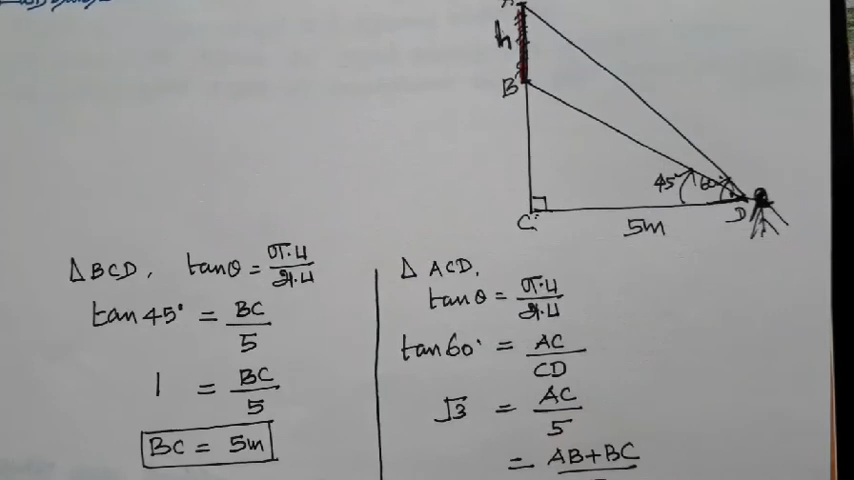 A
h
B
45° 60°
C
D
5m
△BCD, tanθ = எ.ப / அ.ப
tan 45° = BC / 5
1 = BC / 5
BC = 5m
△ ACD,
tanθ = எ.ப / அ.ப
tan 60° = AC / CD
√3 = AC / 5
= AB+BC